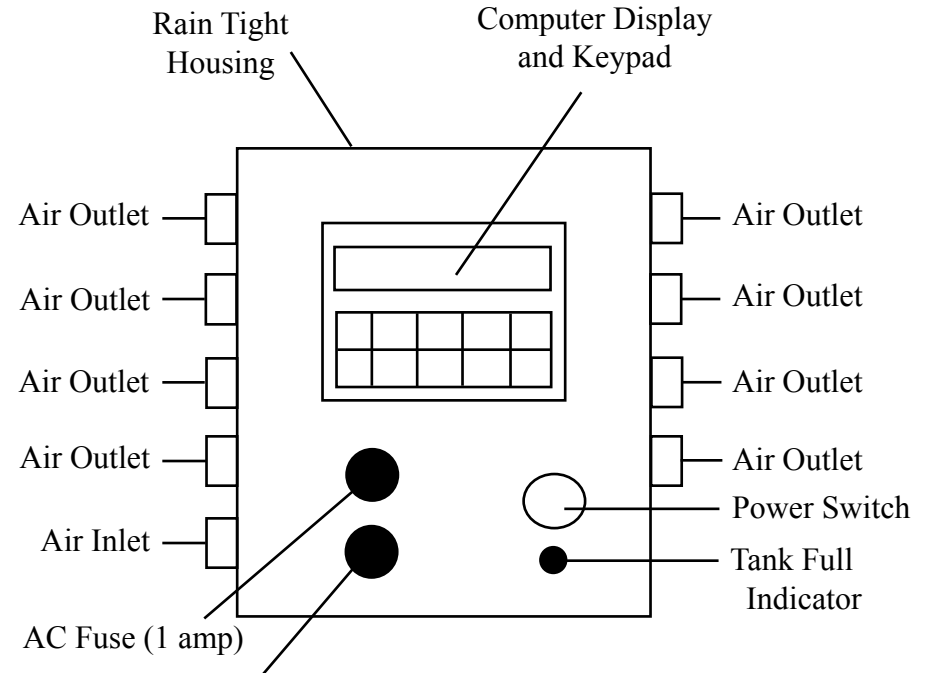 Rain Tight
Housing
Computer Display
and Keypad
Air Outlet
Air Outlet
Air Outlet
Air Outlet
Air Inlet
AC Fuse (1 amp)
Air Outlet
Air Outlet
Air Outlet
Air Outlet
Power Switch
Tank Full
Indicator